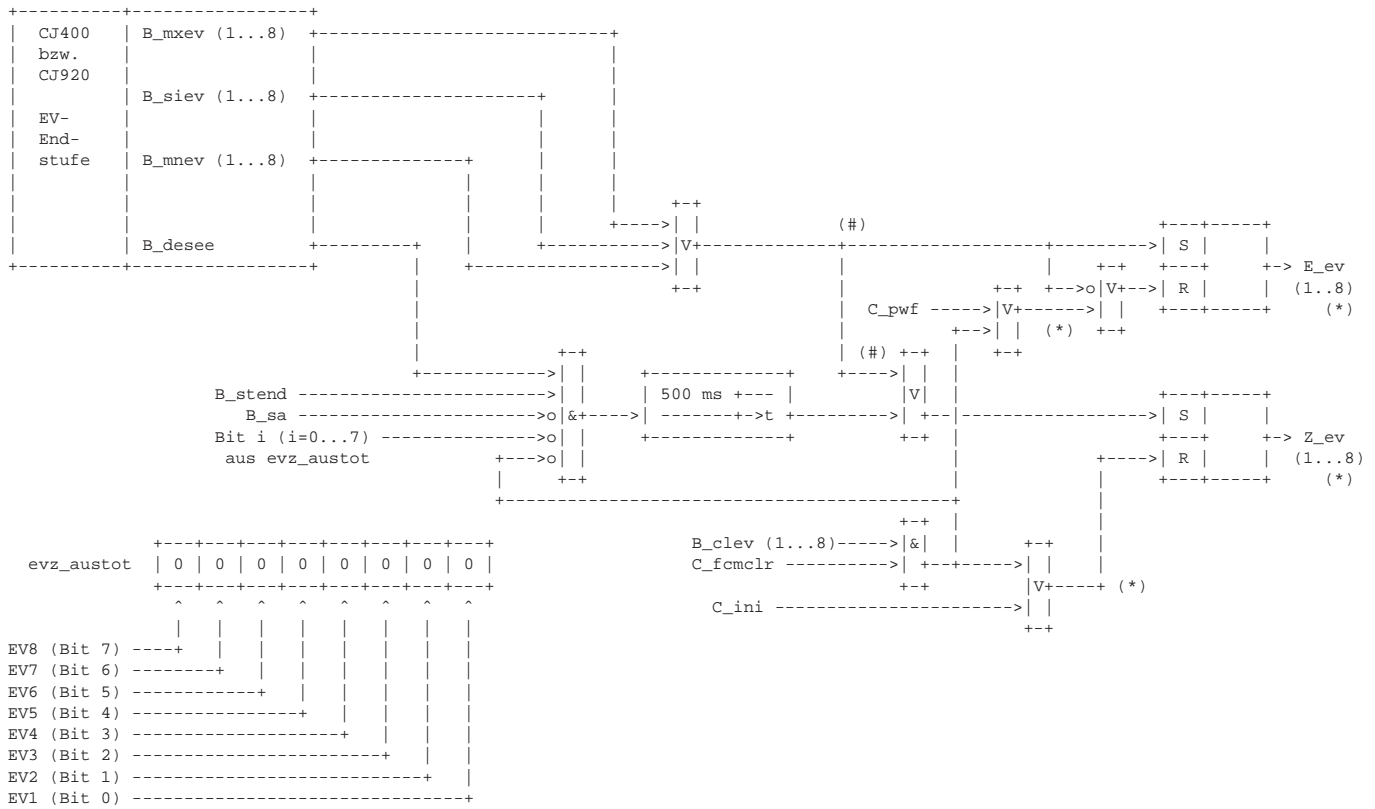 CJ400 B_mxev (1...8)
bzw.
CJ920
B_siev (1...8)
EV-
End-
stufe B_mnev (1...8)
(#)
B_desee V S
E_ev
C_pwf V V R (1..8)
(*) (*)
(#)
B_stend 500 ms V
B_sa & t S
Bit i (i=0...7) Z_ev
aus evz_austot R (1...8)
(*)
B_clev (1...8) &
evz_austot 0 0 0 0 0 0 0 0 C_fcmclr
V (*)
C_ini
EV8 (Bit 7)
EV7 (Bit 6)
EV6 (Bit 5)
EV5 (Bit 4)
EV4 (Bit 3)
EV3 (Bit 2)
EV2 (Bit 1)
EV1 (Bit 0)